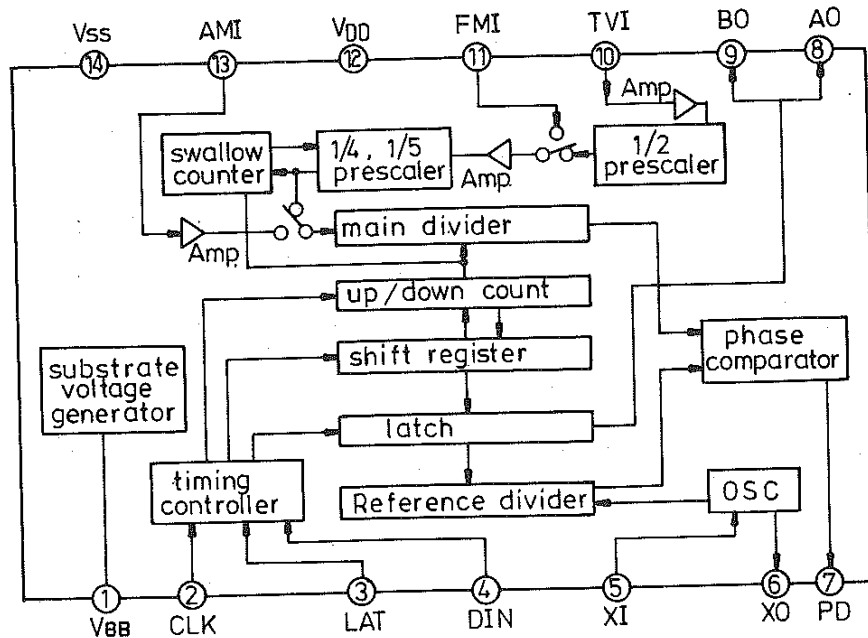 Vss AMI VDD FMI TVI BO AO
14 13 12 11 10 9 8
Amp.
swallow counter
1/4, 1/5 prescaler
Amp.
1/2 prescaler
Amp.
main divider
up/down count
shift register
phase comparator
substrate voltage generator
latch
timing controller
Reference divider
OSC
1 2 3 4 5 6 7
VBB CLK LAT DIN XI XO PD